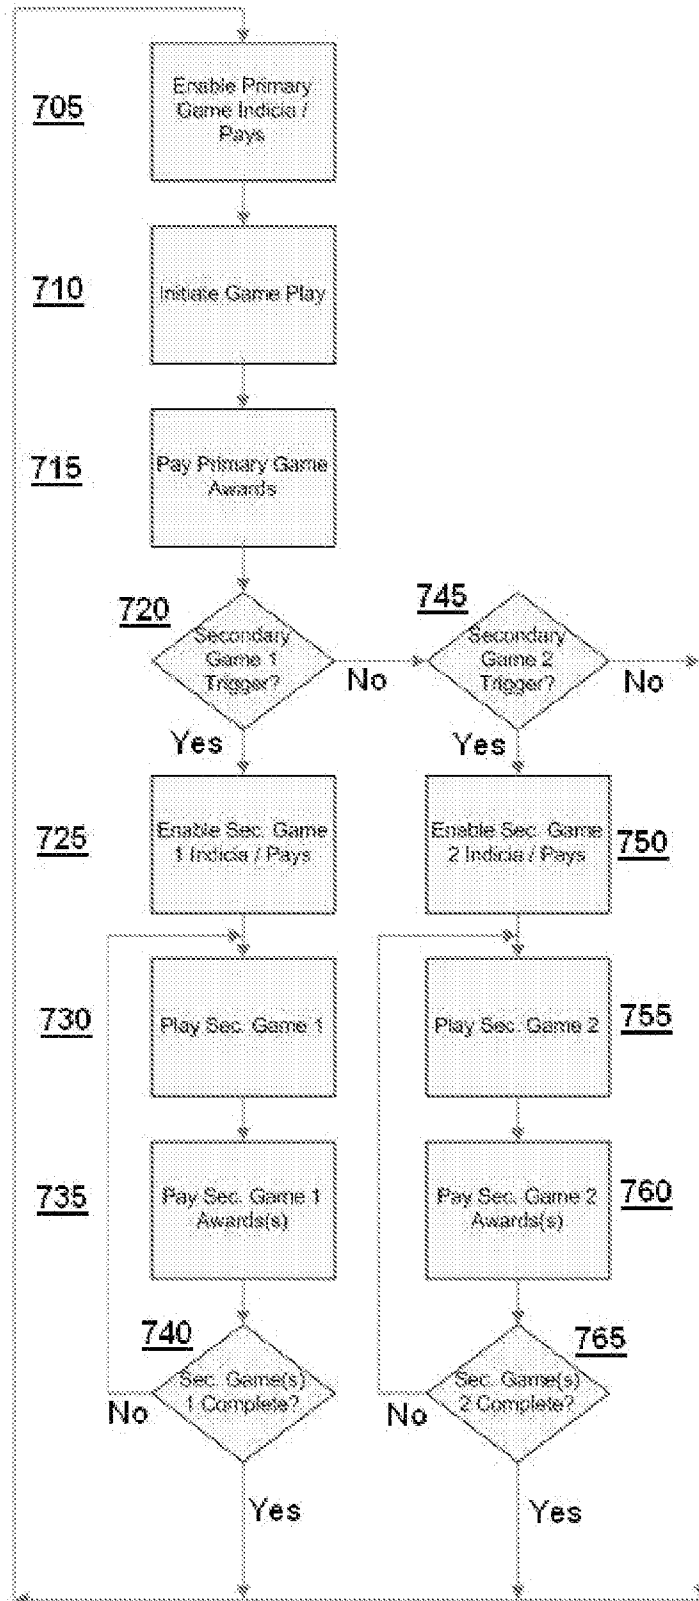 705
Enable Primary
Game Indicia /
Pays
710
Initiate Game Play
715
Pay Primary Game
Awards
720
Secondary
Game 1
Trigger?
No
Yes
745
Secondary
Game 2
Trigger?
No
Yes
725
Enable Sec. Game
1 Indicia / Pays
Enable Sec. Game
2 Indicia / Pays
750
730
Play Sec. Game 1
Play Sec. Game 2
755
735
Pay Sec. Game 1
Awards(s)
Pay Sec. Game 2
Awards(s)
760
740
Sec. Game(s)
1 Complete?
No
Yes
765
Sec. Game(s)
2 Complete?
No
Yes